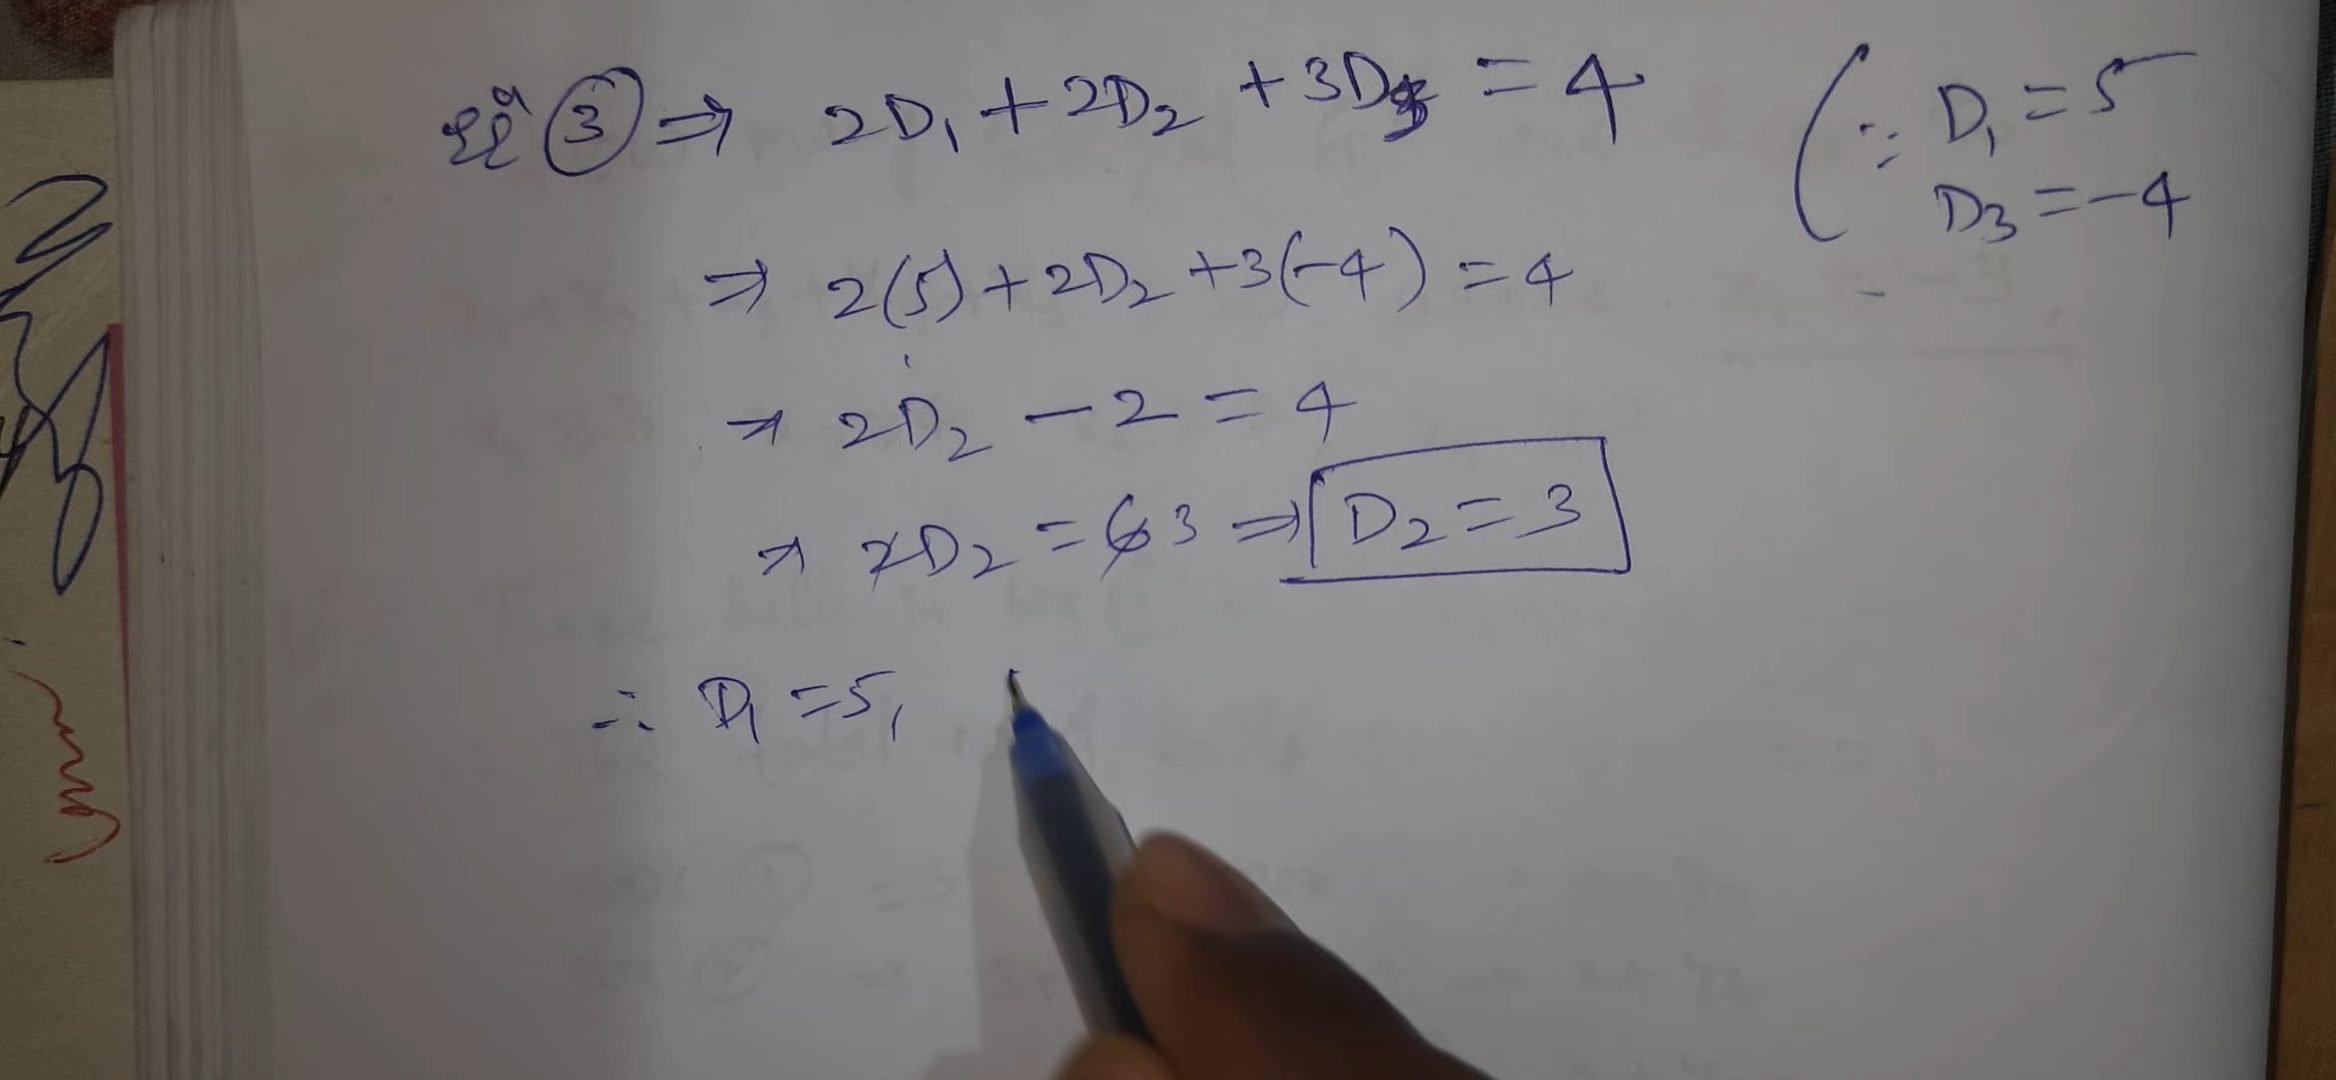 ③ ⇒ 2D₁ + 2D₂ + 3D₃ = 4
(∵ D₁ = 5
D₃ = -4
⇒ 2(5) + 2D₂ + 3(-4) = 4
⇒ 2D₂ - 2 = 4
⇒ 2D₂ = 6 3 ⇒ D₂ = 3
∴ D₁ = 5,